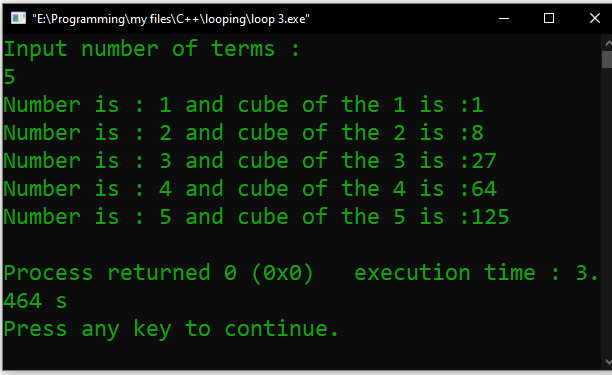 "E:\Programming\my files\C++\looping\loop 3.exe"
Input number of terms :
5
Number is : 1 and cube of the 1 is :1
Number is : 2 and cube of the 2 is :8
Number is : 3 and cube of the 3 is :27
Number is : 4 and cube of the 4 is :64
Number is : 5 and cube of the 5 is :125
Process returned 0 (0x0)   execution time : 3.
464 s
Press any key to continue.